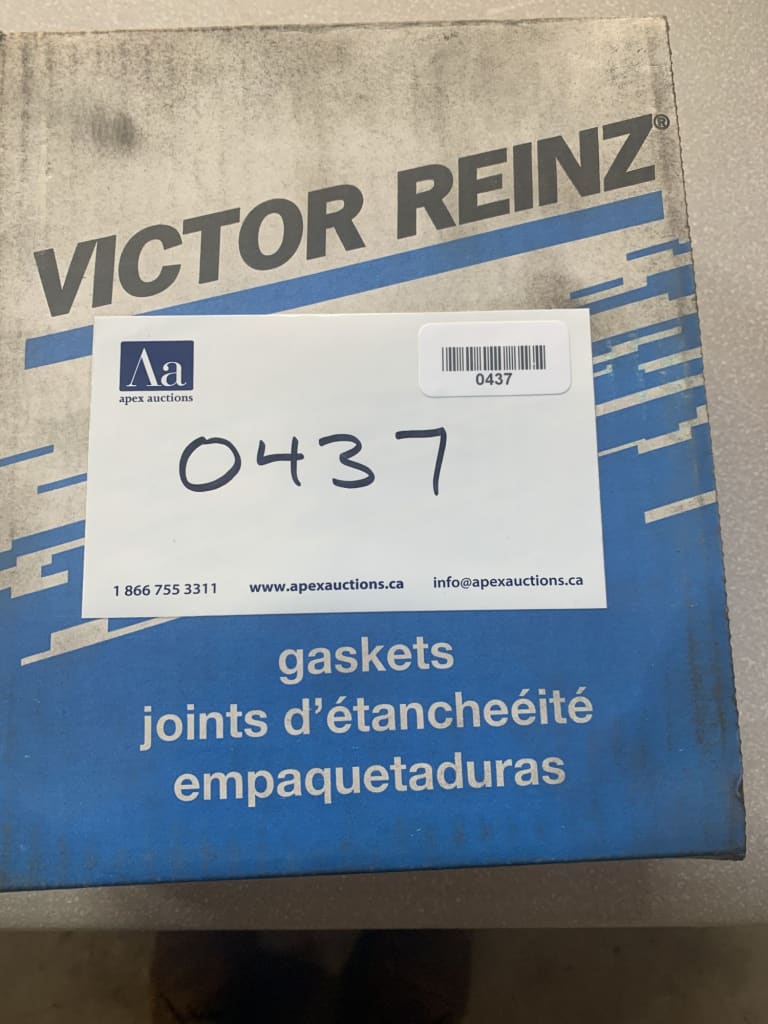 VICTOR REINZ®
Aa
apex auctions
0437
0437
1 866 755 3311 www.apexauctions.ca info@apexauctions.ca
gaskets
joints d'étancheéité
empaquetaduras